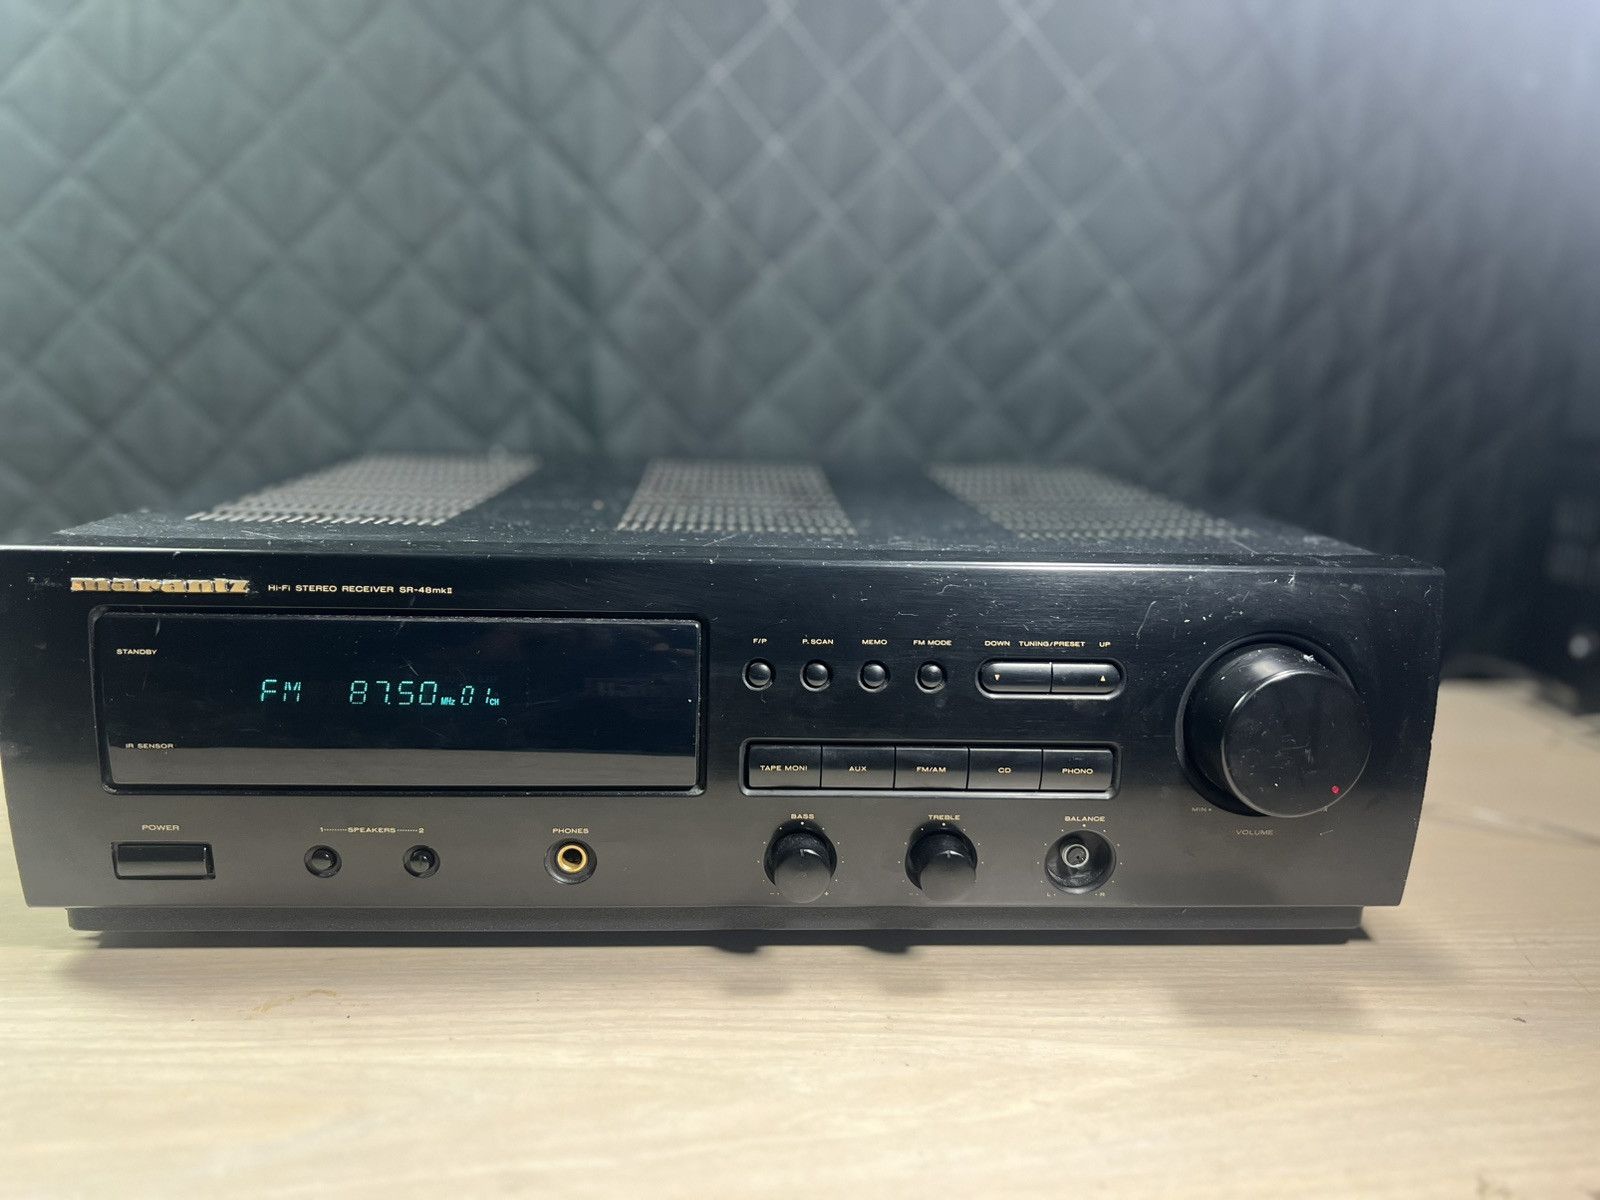 marantz Hi-Fi STEREO RECEIVER SR-48mkII
STANDBY
FM 87.50 MHz 01 CH
IR SENSOR
F/P P.SCAN MEMO FM MODE DOWN TUNING/PRESET UP
TAPE MONI AUX FM/AM CD PHONO
POWER
1 SPEAKERS 2
PHONES
BASS TREBLE BALANCE
- +
L R
MIN
VOLUME